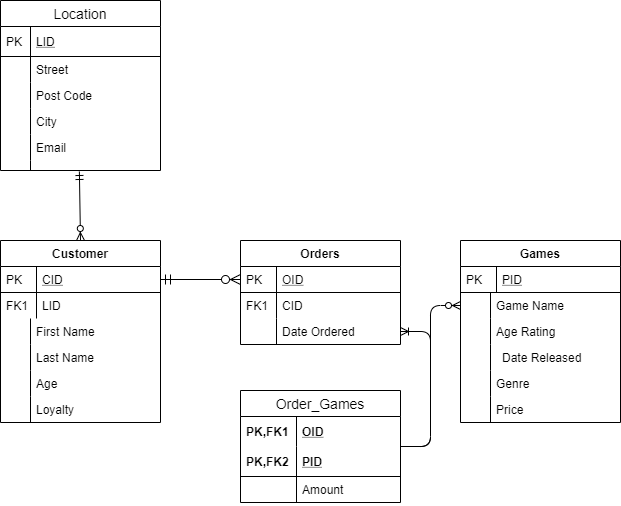 Location
PK LID
Street
Post Code
City
Email
Customer
PK CID
FK1 LID
First Name
Last Name
Age
Loyalty
Orders
PK OID
FK1 CID
Date Ordered
Games
PK PID
Game Name
Age Rating
Date Released
Genre
Price
Order_Games
PK,FK1 OID
PK,FK2 PID
Amount